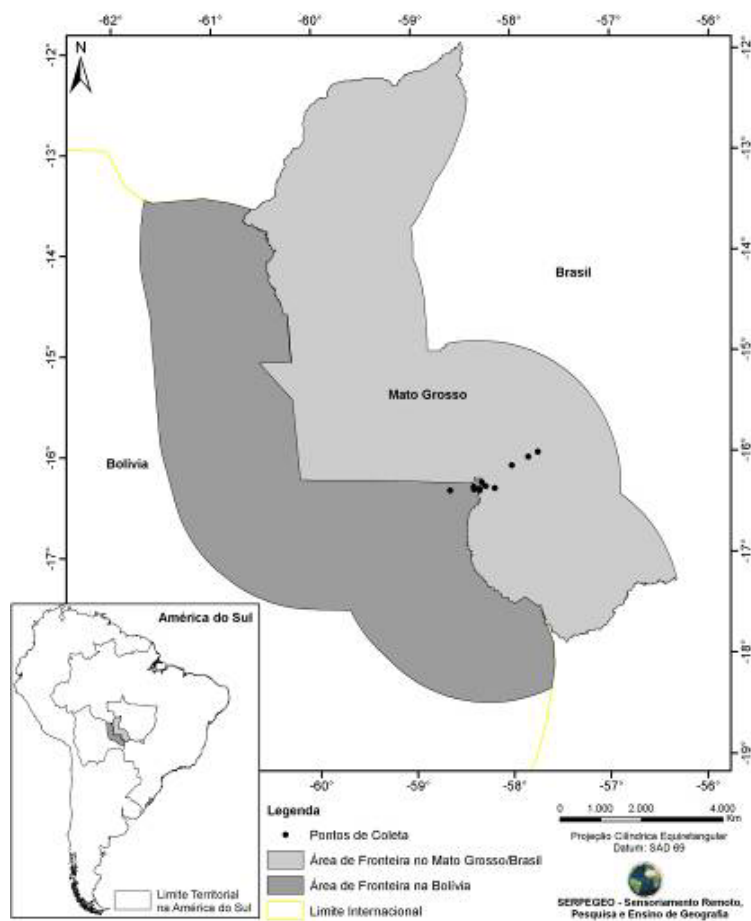 -62°
-61°
-60°
-59°
-58°
-57°
-56°
N
-12°
-13°
-14°
-15°
-16°
-17°
-12°
-13°
-14°
-15°
-16°
-17°
-18°
-19°
Brasil
Mato Grosso
Bolívia
América do Sul
Limite Territorial
na América do Sul
-60°
-59°
-58°
-57°
-56°
Legenda
Pontos de Coleta
Área de Fronteira no Mato Grosso/Brasil
Área de Fronteira na Bolívia
Limite Internacional
0 1.000 2.000 4.000
Km
Projeção Cilíndrica Equiretangular
Datum: SAD 69
SERPEGEO - Sensoriamento Remoto,
Pesquisa e Ensino de Geografia